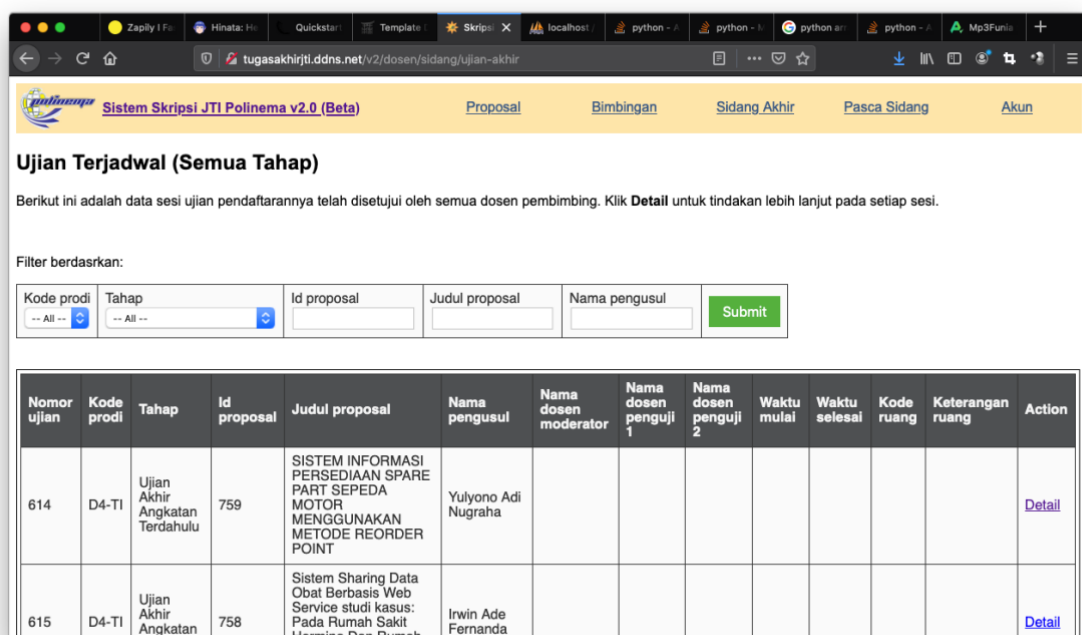 Zapily I Fa
Hinata: He
Quickstart
Template
Skripsi
localhost /
python - A
python - M
python arr
python - A
Mp3Funia
tugasakhirjti.ddns.net/v2/dosen/sidang/ujian-akhir
polinema Sistem Skripsi JTI Polinema v2.0 (Beta) Proposal Bimbingan Sidang Akhir Pasca Sidang Akun
Ujian Terjadwal (Semua Tahap)
Berikut ini adalah data sesi ujian pendaftarannya telah disetujui oleh semua dosen pembimbing. Klik Detail untuk tindakan lebih lanjut pada setiap sesi.
Filter berdasrkan:
Kode prodi
-- All --
Tahap
-- All --
Id proposal
Judul proposal
Nama pengusul
Submit
Nomor
ujian
Kode
prodi
Tahap
Id
proposal
Judul proposal
Nama
pengusul
Nama
dosen
moderator
Nama
dosen
penguji
1
Nama
dosen
penguji
2
Waktu
mulai
Waktu
selesai
Kode
ruang
Keterangan
ruang
Action
614
D4-TI
Ujian
Akhir
Angkatan
Terdahulu
759
SISTEM INFORMASI
PERSEDIAAN SPARE
PART SEPEDA
MOTOR
MENGGUNAKAN
METODE REORDER
POINT
Yulyono Adi
Nugraha
Detail
615
D4-TI
Ujian
Akhir
Angkatan
758
Sistem Sharing Data
Obat Berbasis Web
Service studi kasus:
Pada Rumah Sakit
Hermina Dan Rumah
Irwin Ade
Fernanda
Detail